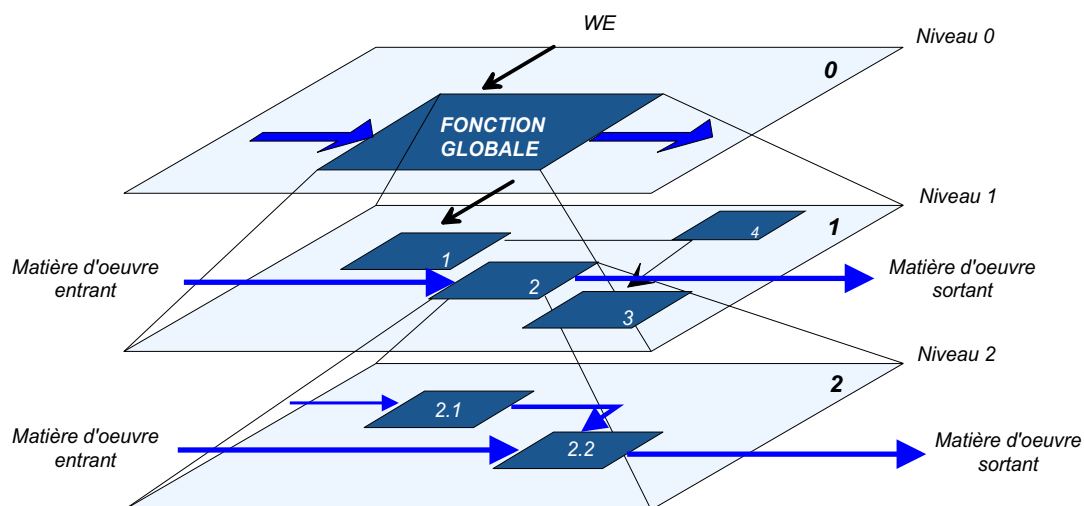 WE
Niveau 0
0
FONCTION
GLOBALE
Niveau 1
1
4
1
Matière d'oeuvre
entrant
2
Matière d'oeuvre
sortant
3
Niveau 2
2
2.1
Matière d'oeuvre
entrant
2.2
Matière d'oeuvre
sortant